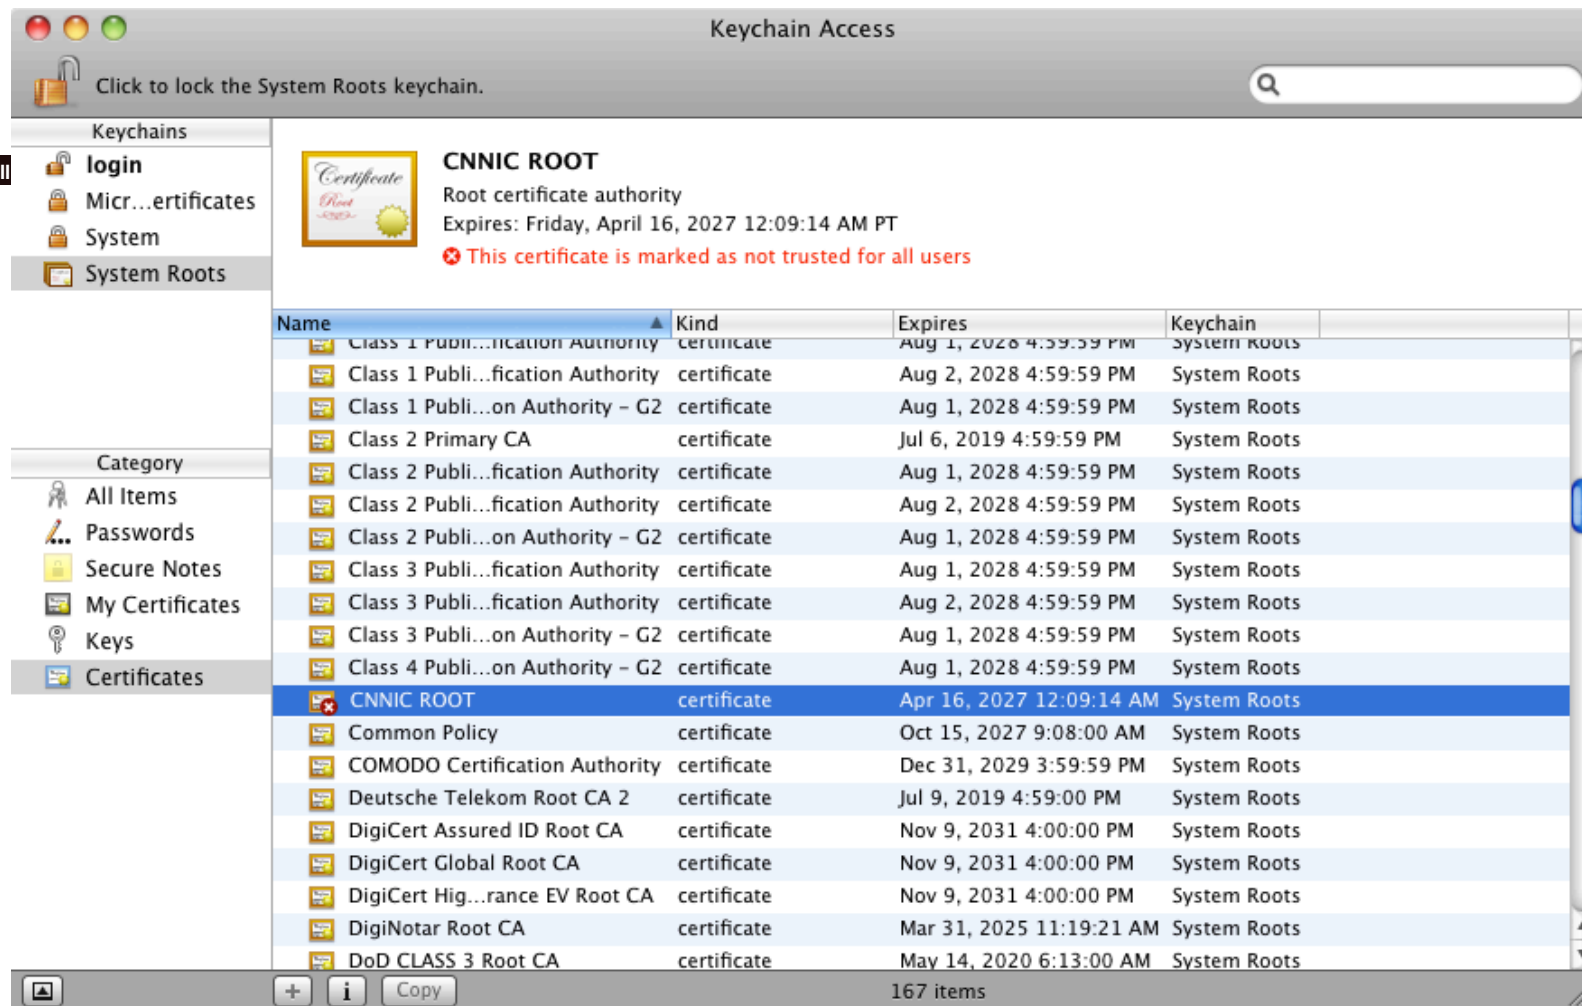 Keychain Access
Click to lock the System Roots keychain.
Keychains
login
Micr...ertificates
System
System Roots
Category
All Items
Passwords
Secure Notes
My Certificates
Keys
Certificates
Certificate
Root
CNNIC ROOT
Root certificate authority
Expires: Friday, April 16, 2027 12:09:14 AM PT
This certificate is marked as not trusted for all users
Name Kind Expires Keychain
Class 1 Publi...fication Authority certificate Aug 1, 2028 4:59:59 PM System Roots
Class 1 Publi...fication Authority certificate Aug 2, 2028 4:59:59 PM System Roots
Class 1 Publi...on Authority – G2 certificate Aug 1, 2028 4:59:59 PM System Roots
Class 2 Primary CA certificate Jul 6, 2019 4:59:59 PM System Roots
Class 2 Publi...fication Authority certificate Aug 1, 2028 4:59:59 PM System Roots
Class 2 Publi...fication Authority certificate Aug 2, 2028 4:59:59 PM System Roots
Class 2 Publi...on Authority – G2 certificate Aug 1, 2028 4:59:59 PM System Roots
Class 3 Publi...fication Authority certificate Aug 1, 2028 4:59:59 PM System Roots
Class 3 Publi...fication Authority certificate Aug 2, 2028 4:59:59 PM System Roots
Class 3 Publi...on Authority – G2 certificate Aug 1, 2028 4:59:59 PM System Roots
Class 4 Publi...on Authority – G2 certificate Aug 1, 2028 4:59:59 PM System Roots
CNNIC ROOT certificate Apr 16, 2027 12:09:14 AM System Roots
Common Policy certificate Oct 15, 2027 9:08:00 AM System Roots
COMODO Certification Authority certificate Dec 31, 2029 3:59:59 PM System Roots
Deutsche Telekom Root CA 2 certificate Jul 9, 2019 4:59:00 PM System Roots
DigiCert Assured ID Root CA certificate Nov 9, 2031 4:00:00 PM System Roots
DigiCert Global Root CA certificate Nov 9, 2031 4:00:00 PM System Roots
DigiCert Hig...rance EV Root CA certificate Nov 9, 2031 4:00:00 PM System Roots
DigiNotar Root CA certificate Mar 31, 2025 11:19:21 AM System Roots
DoD CLASS 3 Root CA certificate May 14, 2020 6:13:00 AM System Roots
+ i Copy 167 items